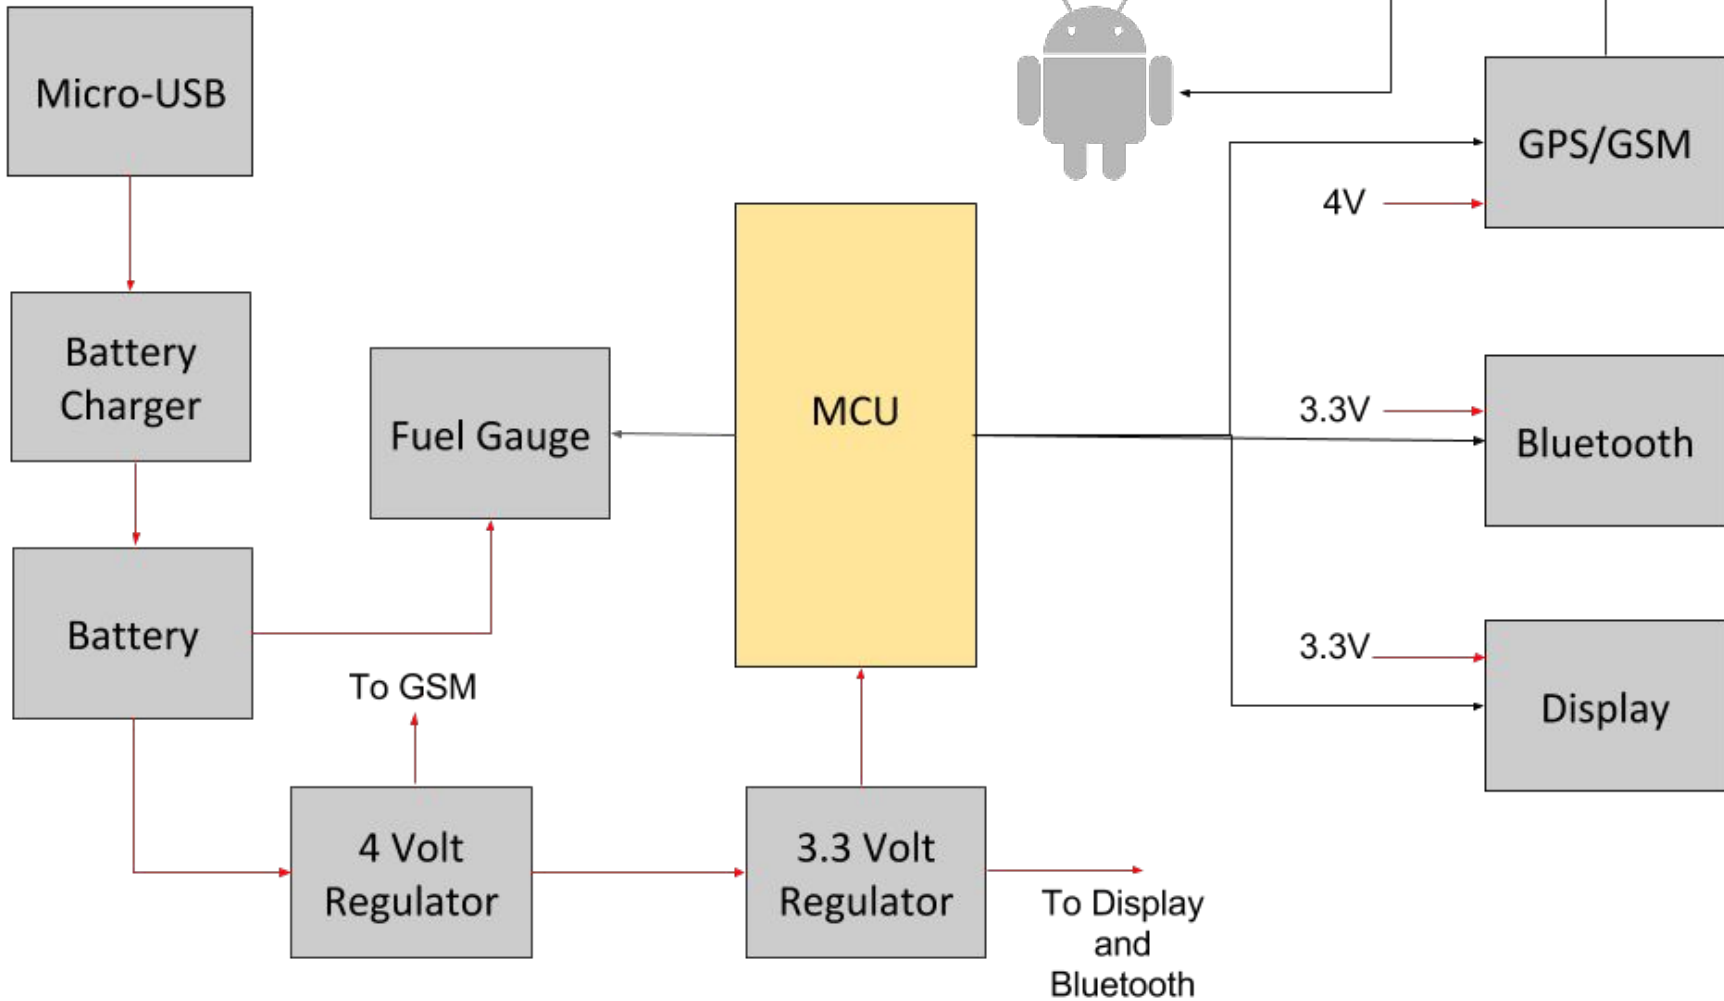 Micro-USB
GPS/GSM
4V
Battery
Charger
Fuel Gauge
MCU
3.3V
Bluetooth
Battery
To GSM
3.3V
Display
4 Volt
Regulator
3.3 Volt
Regulator
To Display
and
Bluetooth